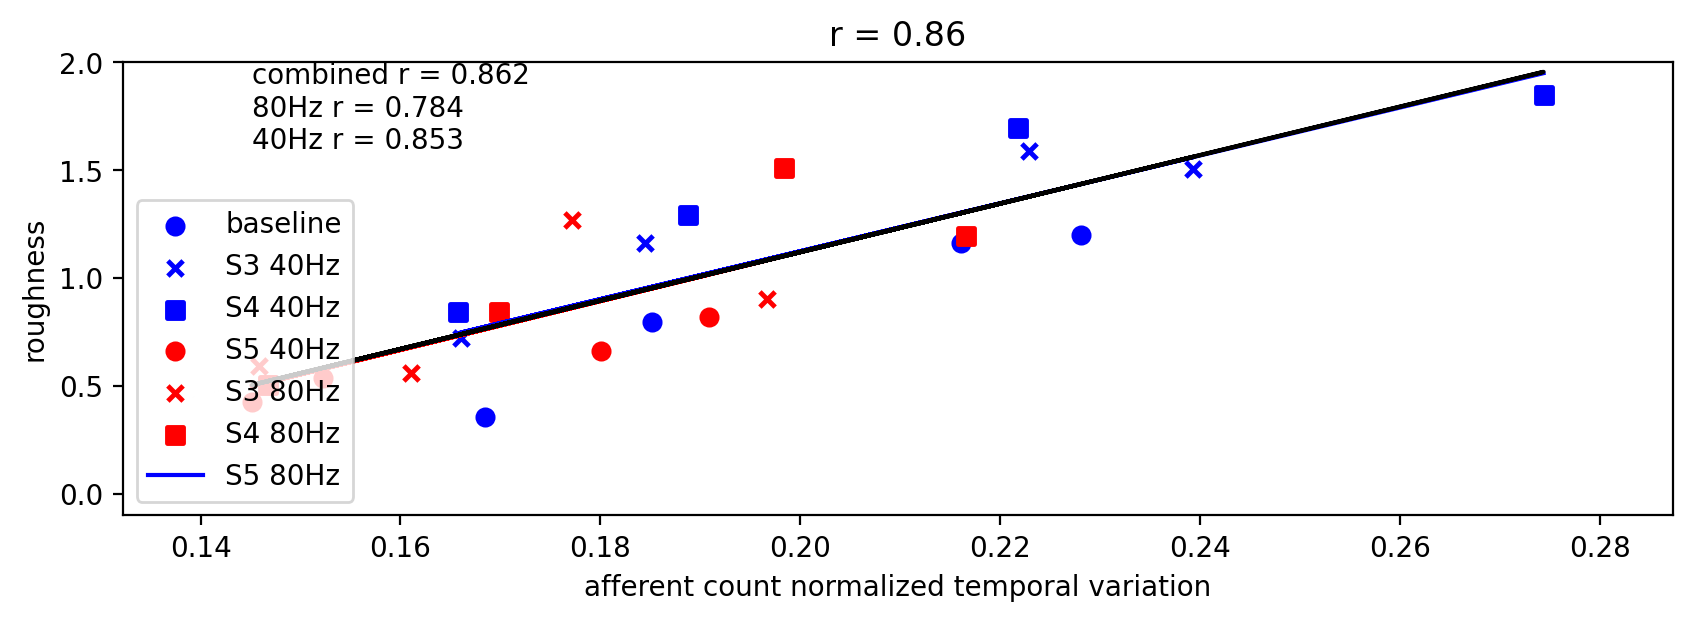 r = 0.86
combined r = 0.862
80Hz r = 0.784
40Hz r = 0.853
2.0
1.5
1.0
0.5
0.0
roughness
baseline
S3 40Hz
S4 40Hz
S5 40Hz
S3 80Hz
S4 80Hz
S5 80Hz
0.14 0.16 0.18 0.20 0.22 0.24 0.26 0.28
afferent count normalized temporal variation